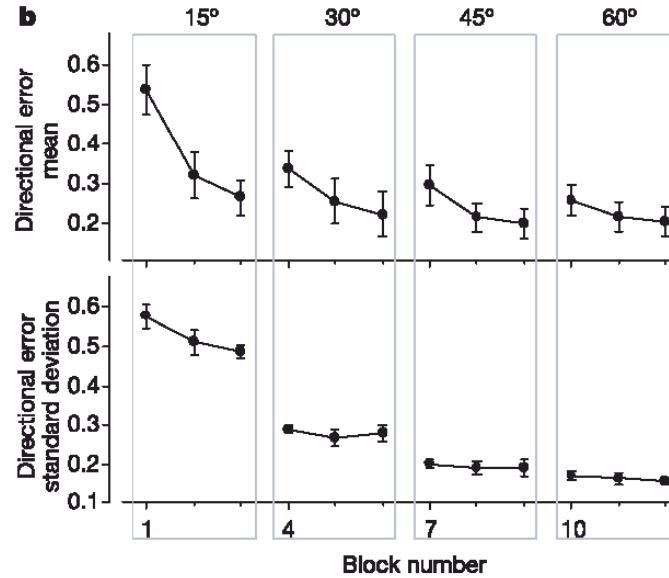 b
15º
30º
45º
60º
Directional error
mean
0.6
0.5
0.4
0.3
0.2
Directional error
standard deviation
0.6
0.5
0.4
0.3
0.2
0.1
1
4
7
10
Block number